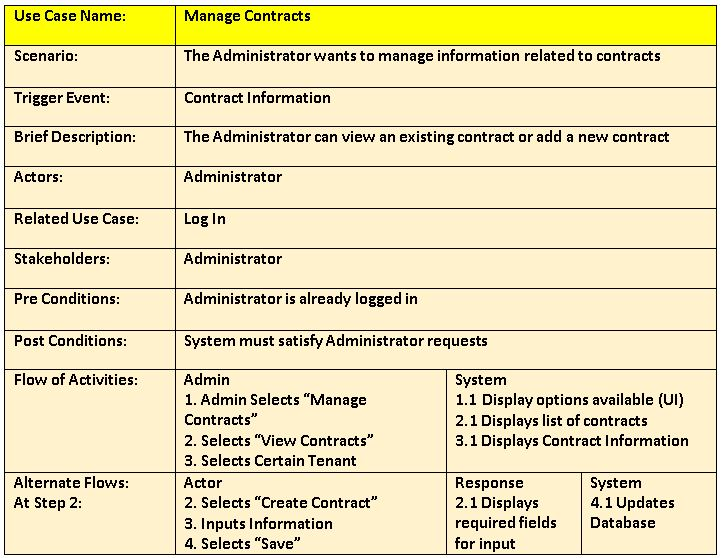 Use Case Name: Manage Contracts
Scenario: The Administrator wants to manage information related to contracts
Trigger Event: Contract Information
Brief Description: The Administrator can view an existing contract or add a new contract
Actors: Administrator
Related Use Case: Log In
Stakeholders: Administrator
Pre Conditions: Administrator is already logged in
Post Conditions: System must satisfy Administrator requests
Flow of Activities:
Admin
1. Admin Selects “Manage
Contracts”
2. Selects “View Contracts”
3. Selects Certain Tenant
System
1.1 Display options available (UI)
2.1 Displays list of contracts
3.1 Displays Contract Information
Alternate Flows:
At Step 2:
Actor
2. Selects “Create Contract”
3. Inputs Information
4. Selects “Save”
Response
2.1 Displays
required fields
for input
System
4.1 Updates
Database